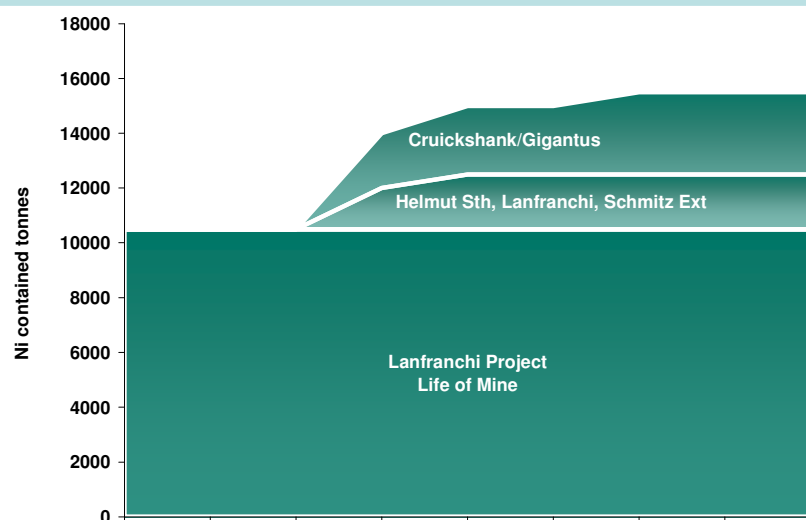 18000
16000
14000
12000
10000
8000
6000
4000
2000
0
Ni contained tonnes
Cruickshank/Gigantus
Helmut Sth, Lanfranchi, Schmitz Ext
Lanfranchi Project
Life of Mine